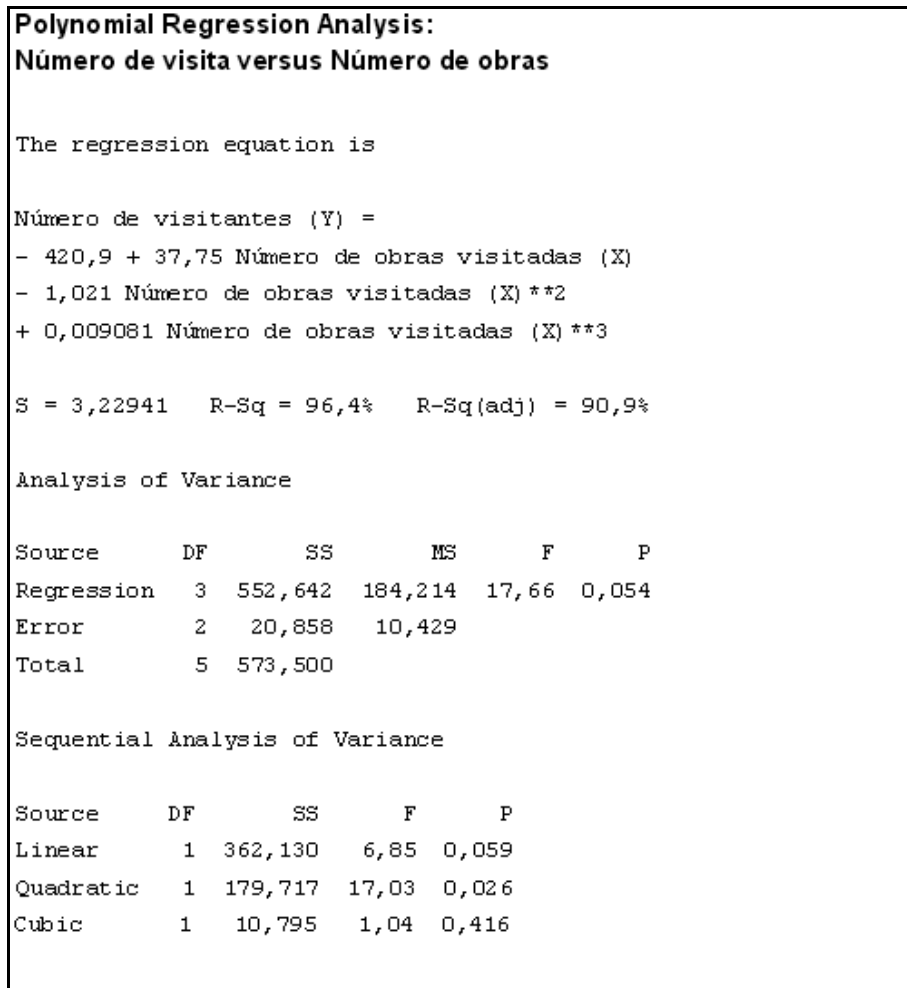 Polynomial Regression Analysis:
Número de visita versus Número de obras
The regression equation is
Número de visitantes (Y) =
- 420,9 + 37,75 Número de obras visitadas (X)
- 1,021 Número de obras visitadas (X)**2
+ 0,009081 Número de obras visitadas (X)**3
S = 3,22941 R-Sq = 96,4% R-Sq(adj) = 90,9%
Analysis of Variance
Source DF SS MS F P
Regression 3 552,642 184,214 17,66 0,054
Error 2 20,858 10,429
Total 5 573,500
Sequential Analysis of Variance
Source DF SS F P
Linear 1 362,130 6,85 0,059
Quadratic 1 179,717 17,03 0,026
Cubic 1 10,795 1,04 0,416